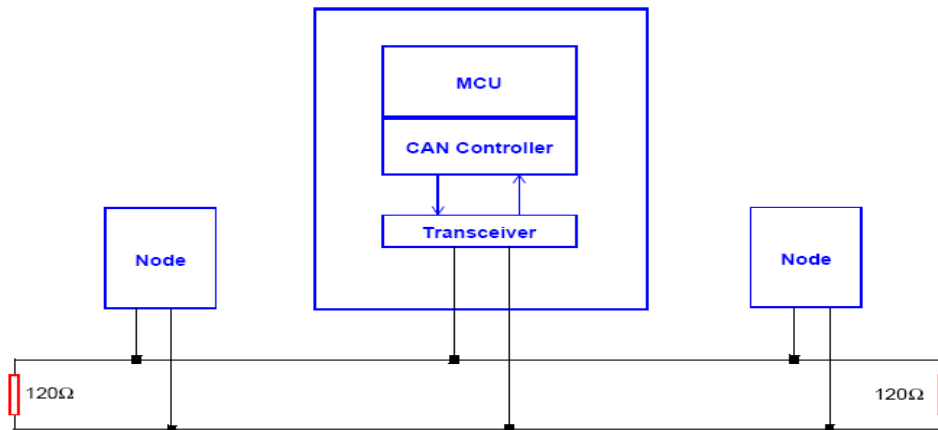 MCU
CAN Controller
Transceiver
Node
Node
120Ω
120Ω